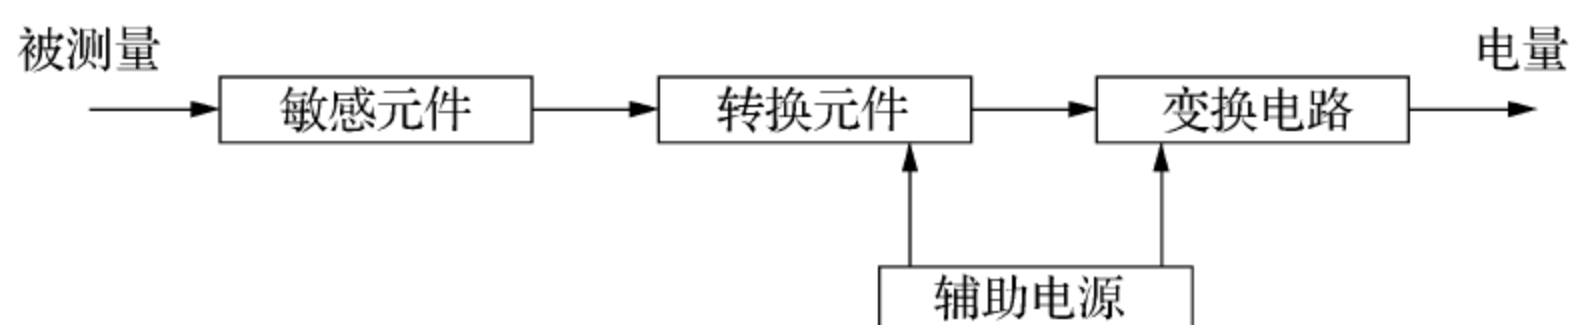 被测量
电量
敏感元件
转换元件
变换电路
辅助电源